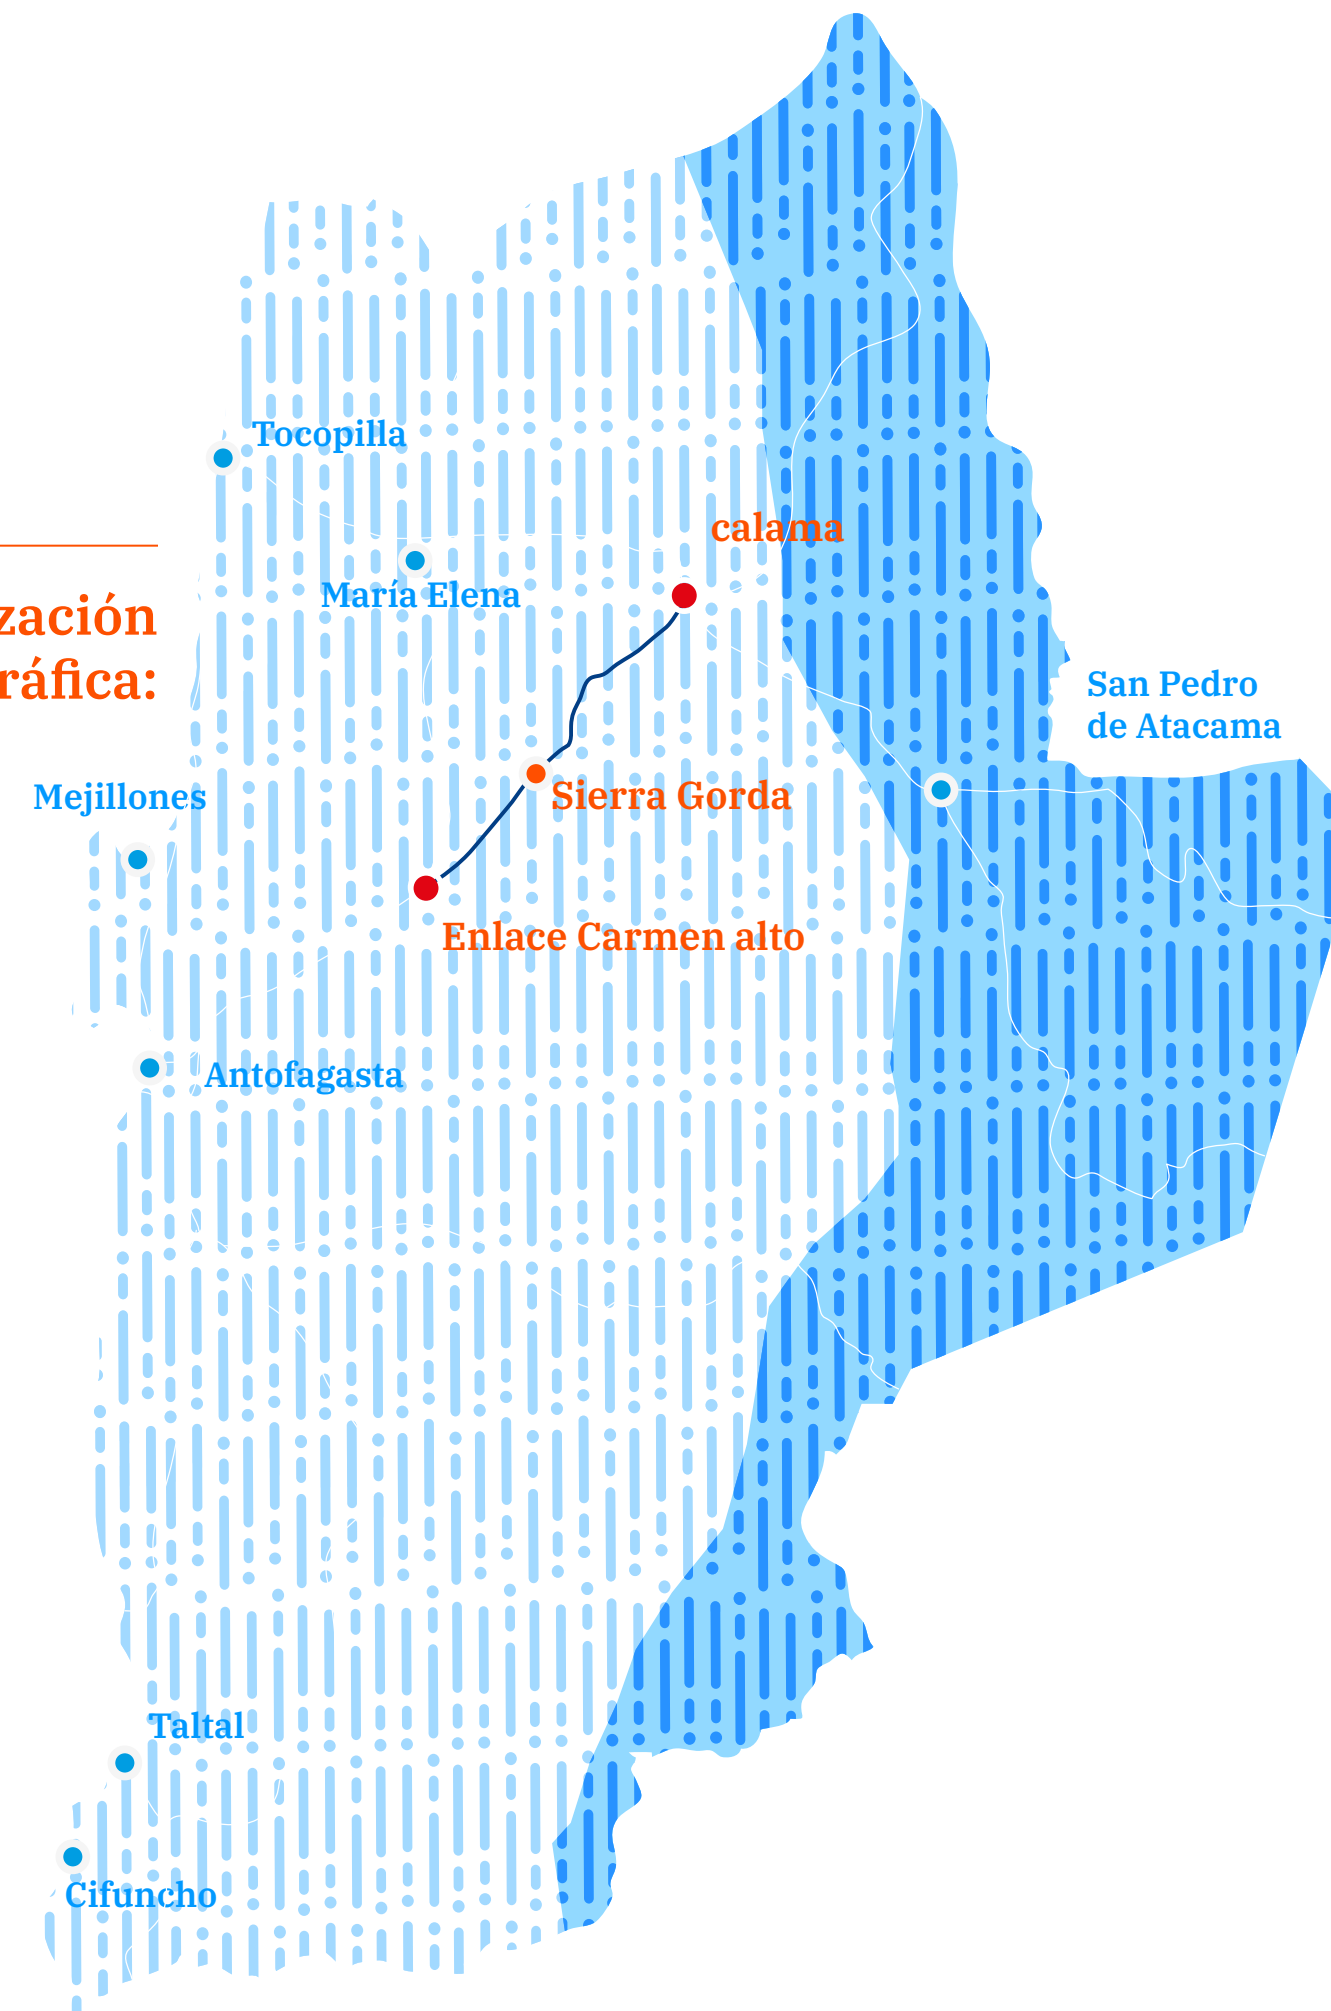 Tocopilla
calama
María Elena
zación
ráfica:
San Pedro
de Atacama
Mejillones
Sierra Gorda
Enlace Carmen alto
Antofagasta
Taltal
Cifuncho